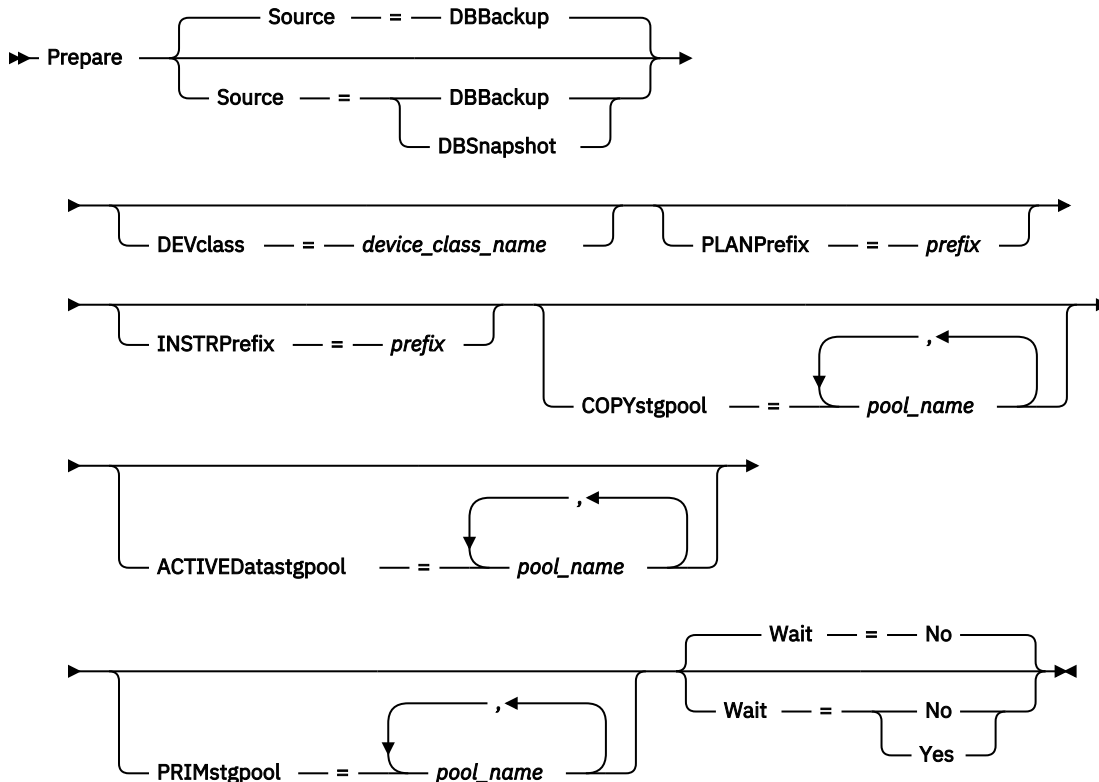 Source = DBBackup
Prepare
Source = DBBackup
DBSnapshot
DEVclass = device_class_name PLANPrefix = prefix
INSTRPrefix = prefix
,
COPYstgpool = pool_name
,
ACTIVEDatastgpool = pool_name
Wait = No
,
Wait = No
Yes
PRIMstgpool = pool_name